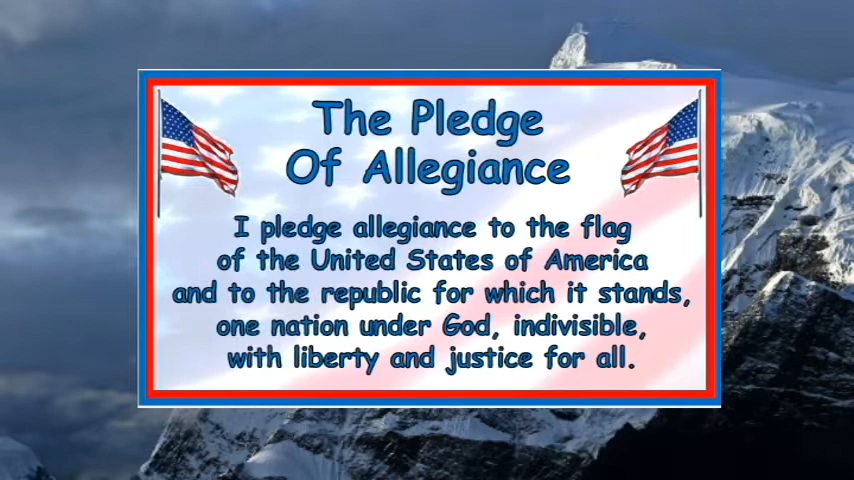 The Pledge
Of Allegiance
I pledge allegiance to the flag
of the United States of America
and to the republic for which it stands,
one nation under God, indivisible,
with liberty and justice for all.